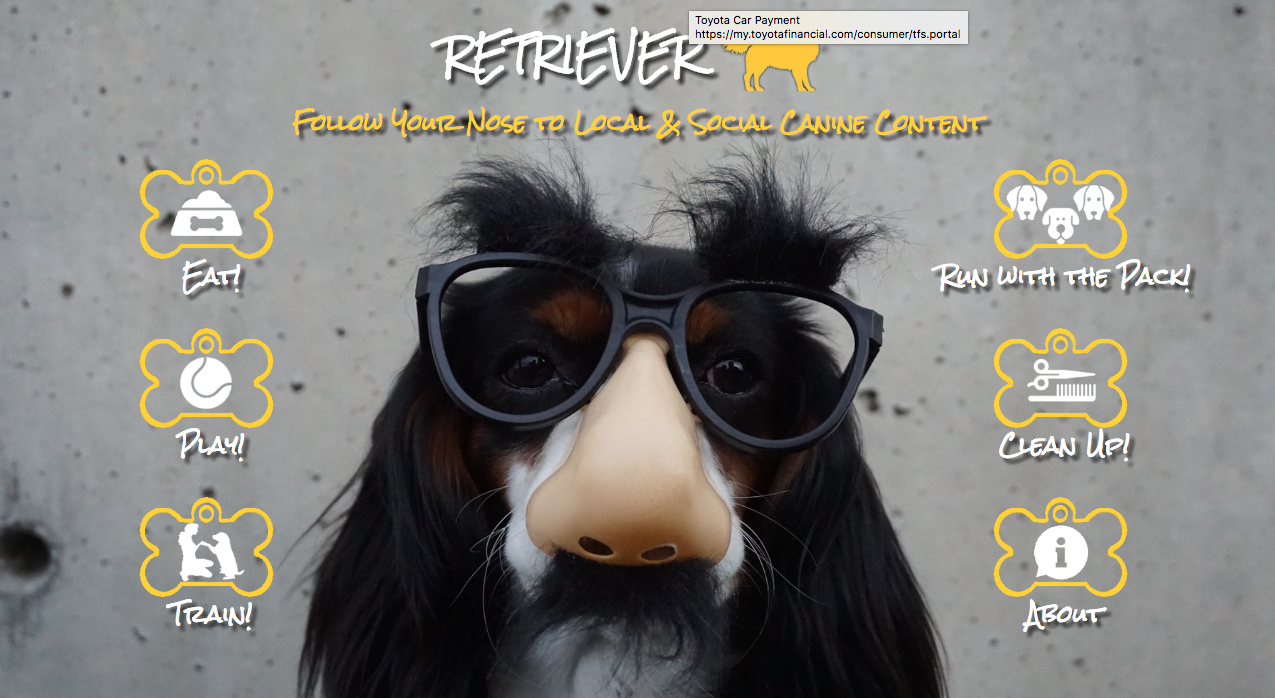 Toyota Car Payment
https://my.toyotafinancial.com/consumer/tfs.portal
RETRIEVER
Follow Your Nose to Local & Social Canine Content
Eat!
Run with the Pack!
Play!
Clean Up!
Train!
About